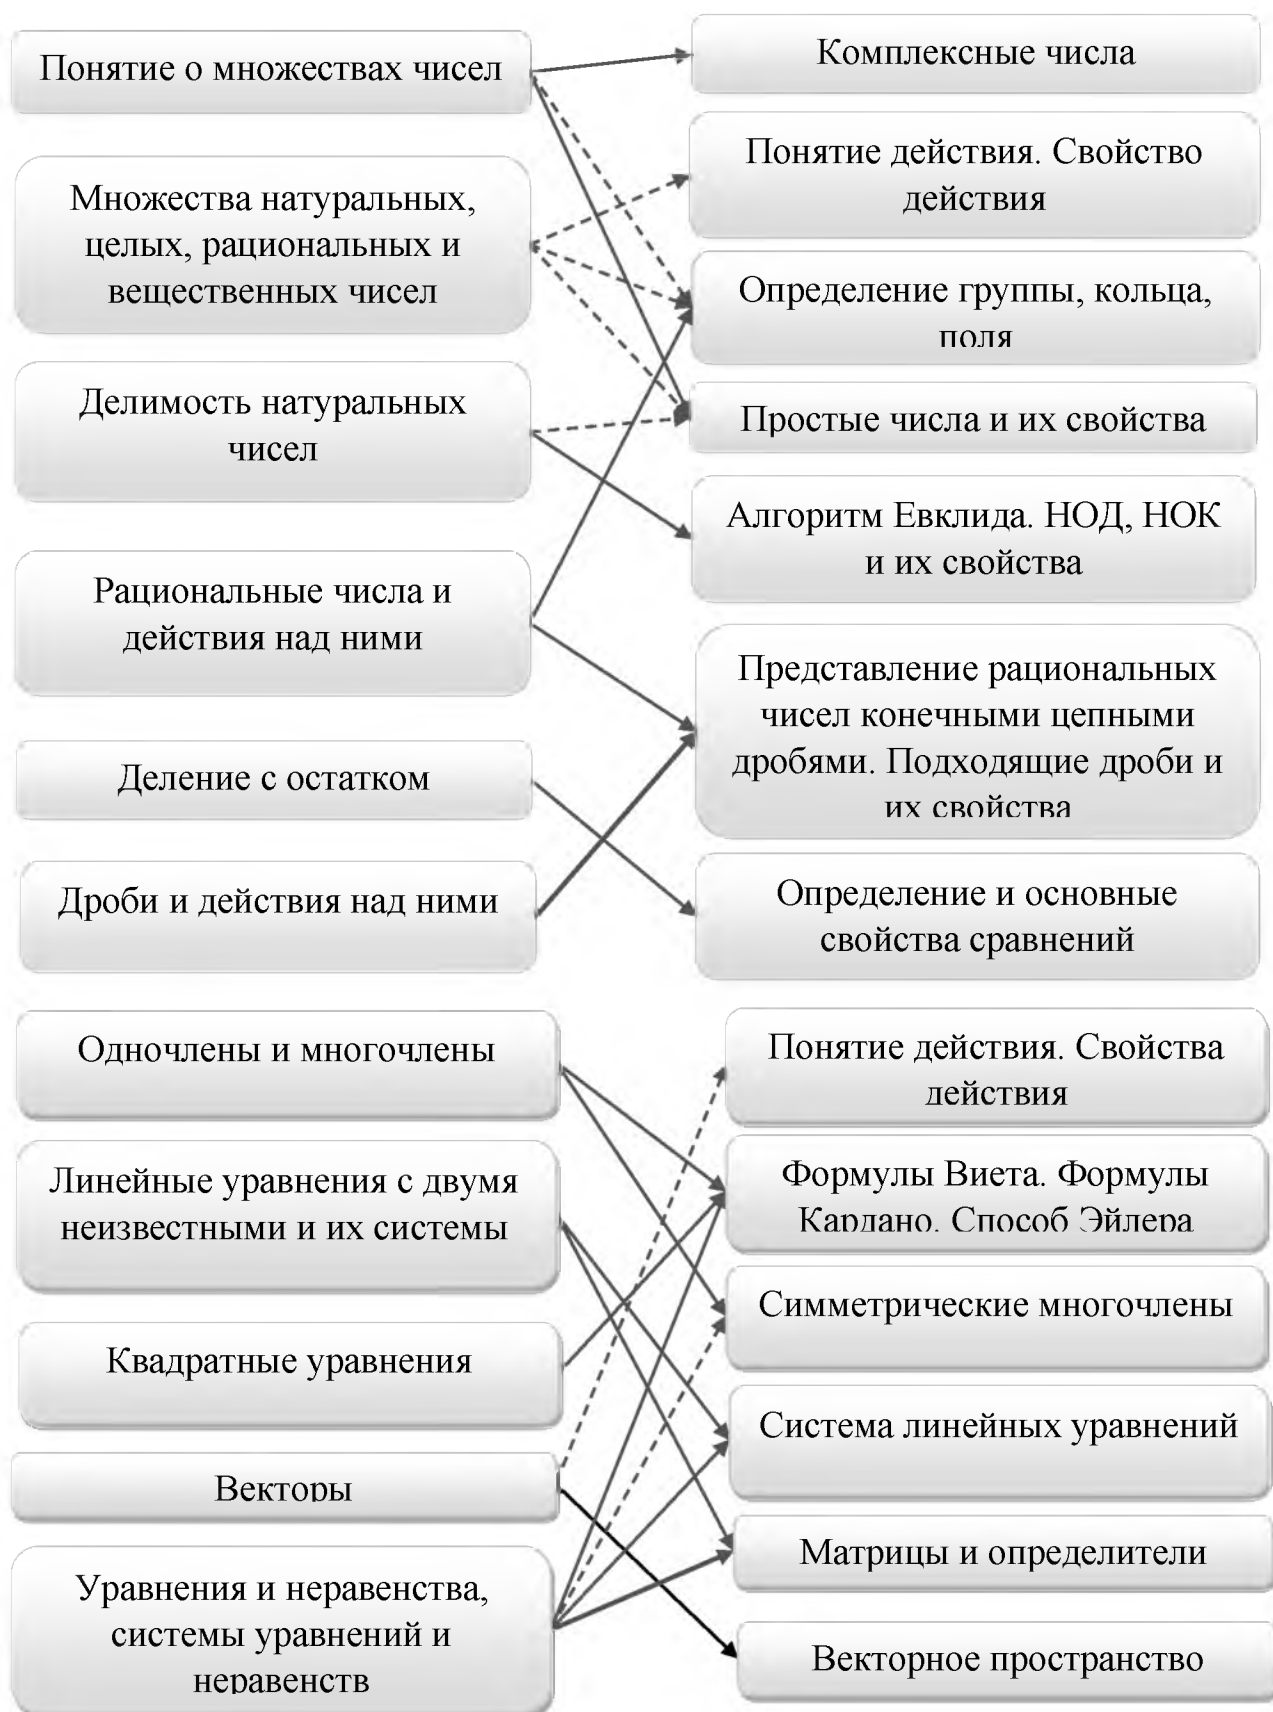 Понятие о множествах чисел
Комплексные числа
Множества натуральных,
целых, рациональных и
вещественных чисел
Понятие действия. Свойство
действия
Определение группы, кольца,
поля
Делимость натуральных
чисел
Простые числа и их свойства
Алгоритм Евклида. НОД, НОК
и их свойства
Рациональные числа и
действия над ними
Представление рациональных
чисел конечными цепными
дробями. Подходящие дроби и
их свойства
Деление с остатком
Дроби и действия над ними
Определение и основные
свойства сравнений
Одночлены и многочлены
Понятие действия. Свойства
действия
Линейные уравнения с двумя
неизвестными и их системы
Формулы Виета. Формулы
Кардано. Способ Эйлера
Симметрические многочлены
Квадратные уравнения
Система линейных уравнений
Векторы
Матрицы и определители
Уравнения и неравенства,
системы уравнений и
неравенств
Векторное пространство